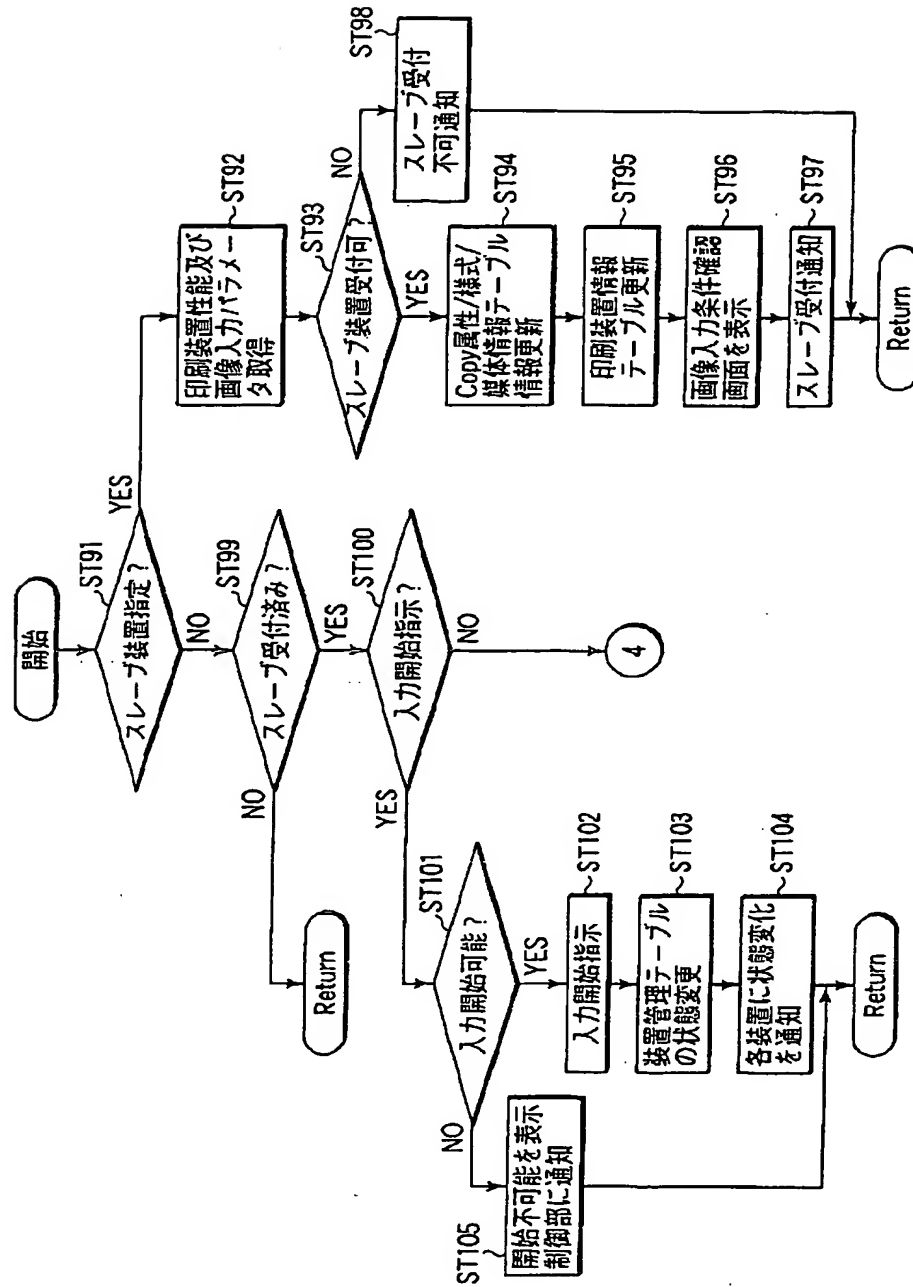 開始
ST91
スレーブ装置指定?
YES
NO
ST92
印刷装置性能及び
画像入力パラメー
タ取得
ST93
スレーブ装置受付可?
NO
YES
ST98
スレーブ受付
不可通知
ST94
Copy属性/様式/
媒体情報テーブル
情報更新
ST95
印刷装置情報
テーブル更新
ST96
画像入力条件確認
画面を表示
ST97
スレーブ受付通知
Return
ST99
スレーブ受付済み?
NO
YES
Return
ST100
入力開始指示?
YES
NO
4
ST101
入力開始可能?
NO
YES
ST102
入力開始指示
ST103
装置管理テーブル
の状態変更
ST104
各装置に状態変化
を通知
ST105
開始不可能を表示
制御部に通知
Return